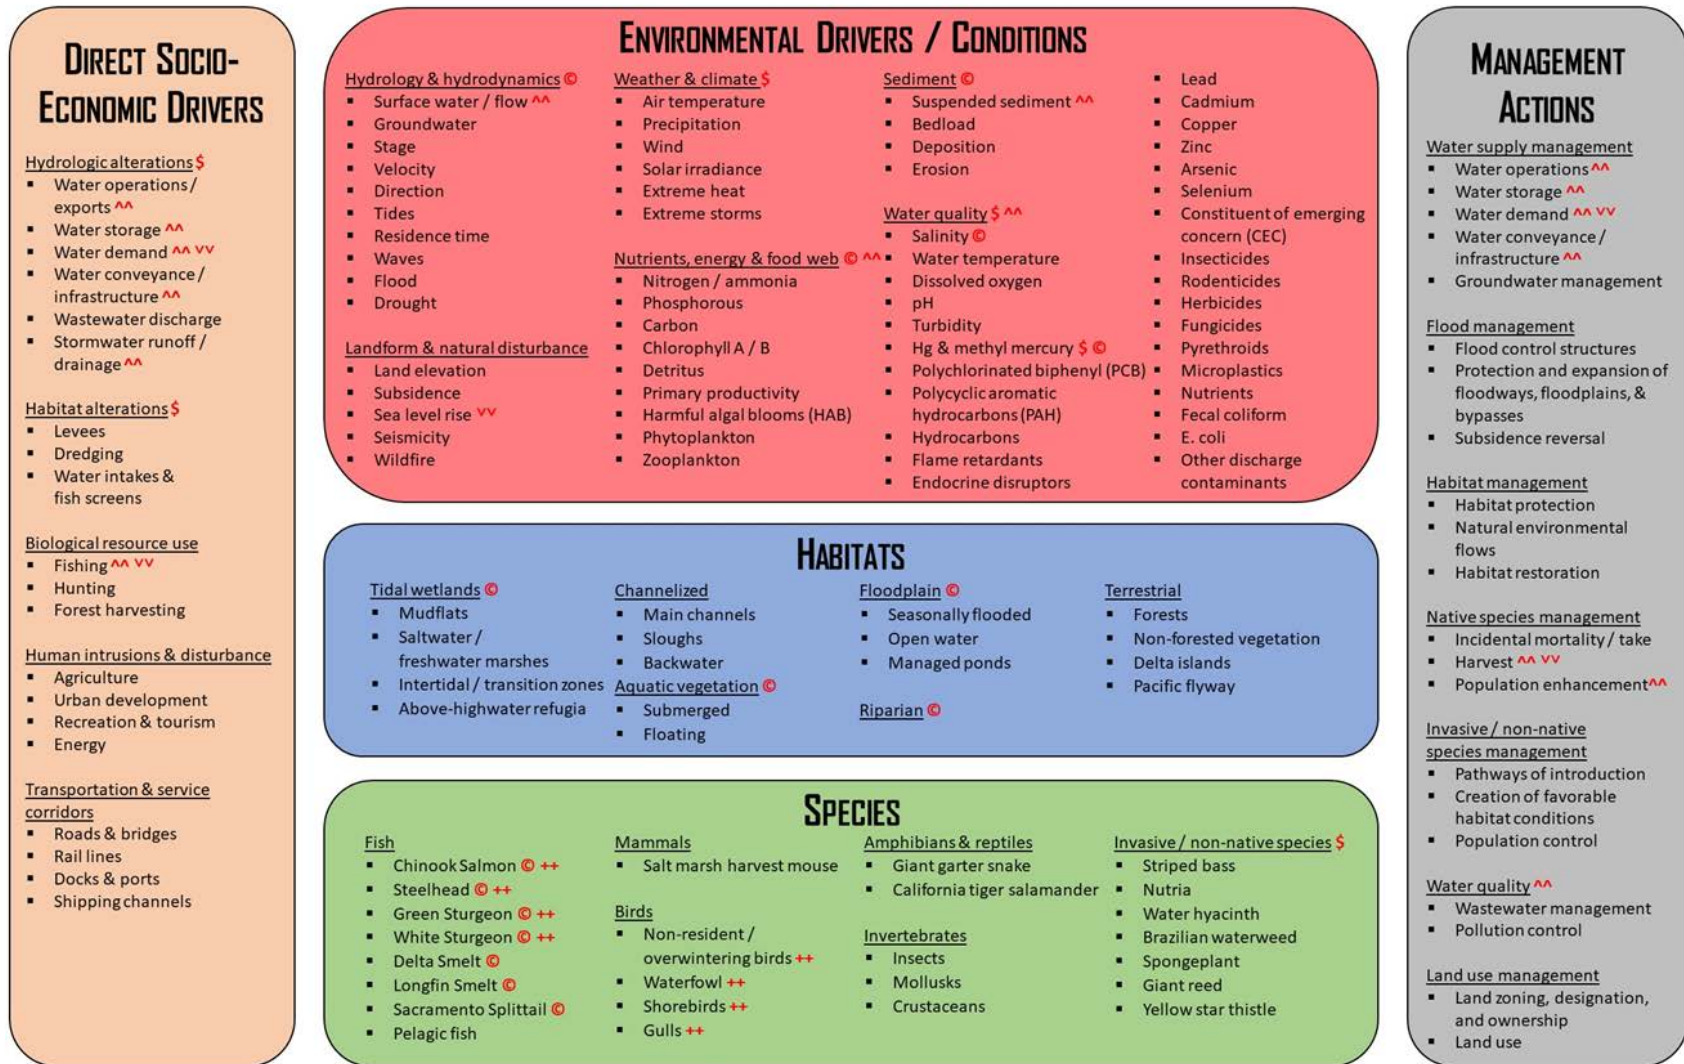 DIRECT SOCIO-
ECONOMIC DRIVERS
Hydrologic alterations $
▪ Water operations /
exports ^^
▪ Water storage ^^
▪ Water demand ^^ vv
▪ Water conveyance /
infrastructure ^^
▪ Wastewater discharge
▪ Stormwater runoff /
drainage ^^
Habitat alterations $
▪ Levees
▪ Dredging
▪ Water intakes &
fish screens
Biological resource use
▪ Fishing ^^ vv
▪ Hunting
▪ Forest harvesting
Human intrusions & disturbance
▪ Agriculture
▪ Urban development
▪ Recreation & tourism
▪ Energy
Transportation & service
corridors
▪ Roads & bridges
▪ Rail lines
▪ Docks & ports
▪ Shipping channels
ENVIRONMENTAL DRIVERS / CONDITIONS
Hydrology & hydrodynamics ©
▪ Surface water / flow ^^
▪ Groundwater
▪ Stage
▪ Velocity
▪ Direction
▪ Tides
▪ Residence time
▪ Waves
▪ Flood
▪ Drought
Landform & natural disturbance
▪ Land elevation
▪ Subsidence
▪ Sea level rise vv
▪ Seismicity
▪ Wildfire
Weather & climate $
▪ Air temperature
▪ Precipitation
▪ Wind
▪ Solar irradiance
▪ Extreme heat
▪ Extreme storms
Nutrients, energy & food web © ^^
▪ Nitrogen / ammonia
▪ Phosphorous
▪ Carbon
▪ Chlorophyll A / B
▪ Detritus
▪ Primary productivity
▪ Harmful algal blooms (HAB)
▪ Phytoplankton
▪ Zooplankton
Sediment ©
▪ Suspended sediment ^^
▪ Bedload
▪ Deposition
▪ Erosion
Water quality $ ^^
▪ Salinity ©
▪ Water temperature
▪ Dissolved oxygen
▪ pH
▪ Turbidity
▪ Hg & methyl mercury $ ©
▪ Polychlorinated biphenyl (PCB)
▪ Polycyclic aromatic
hydrocarbons (PAH)
▪ Hydrocarbons
▪ Flame retardants
▪ Endocrine disruptors
▪ Lead
▪ Cadmium
▪ Copper
▪ Zinc
▪ Arsenic
▪ Selenium
▪ Constituent of emerging
concern (CEC)
▪ Insecticides
▪ Rodenticides
▪ Herbicides
▪ Fungicides
▪ Pyrethroids
▪ Microplastics
▪ Nutrients
▪ Fecal coliform
▪ E. coli
▪ Other discharge
contaminants
HABITATS
Tidal wetlands ©
▪ Mudflats
▪ Saltwater /
freshwater marshes
▪ Intertidal / transition zones
▪ Above-highwater refugia
Channelized
▪ Main channels
▪ Sloughs
▪ Backwater
Aquatic vegetation ©
▪ Submerged
▪ Floating
Floodplain ©
▪ Seasonally flooded
▪ Open water
▪ Managed ponds
Riparian ©
Terrestrial
▪ Forests
▪ Non-forested vegetation
▪ Delta islands
▪ Pacific flyway
SPECIES
Fish
▪ Chinook Salmon © ++
▪ Steelhead © ++
▪ Green Sturgeon © ++
▪ White Sturgeon © ++
▪ Delta Smelt ©
▪ Longfin Smelt ©
▪ Sacramento Splittail ©
▪ Pelagic fish
Mammals
▪ Salt marsh harvest mouse
Birds
▪ Non-resident /
overwintering birds ++
▪ Waterfowl ++
▪ Shorebirds ++
▪ Gulls ++
Amphibians & reptiles
▪ Giant garter snake
▪ California tiger salamander
Invertebrates
▪ Insects
▪ Mollusks
▪ Crustaceans
Invasive / non-native species $
▪ Striped bass
▪ Nutria
▪ Water hyacinth
▪ Brazilian waterweed
▪ Spongeplant
▪ Giant reed
▪ Yellow star thistle
MANAGEMENT
ACTIONS
Water supply management
▪ Water operations ^^
▪ Water storage ^^
▪ Water demand ^^ vv
▪ Water conveyance /
infrastructure ^^
▪ Groundwater management
Flood management
▪ Flood control structures
▪ Protection and expansion of
floodways, floodplains, &
bypasses
▪ Subsidence reversal
Habitat management
▪ Habitat protection
▪ Natural environmental
flows
▪ Habitat restoration
Native species management
▪ Incidental mortality / take
▪ Harvest ^^ vv
▪ Population enhancement^^
Invasive / non-native
species management
▪ Pathways of introduction
▪ Creation of favorable
habitat conditions
▪ Population control
Water quality ^^
▪ Wastewater management
▪ Pollution control
Land use management
▪ Land zoning, designation,
and ownership
▪ Land use